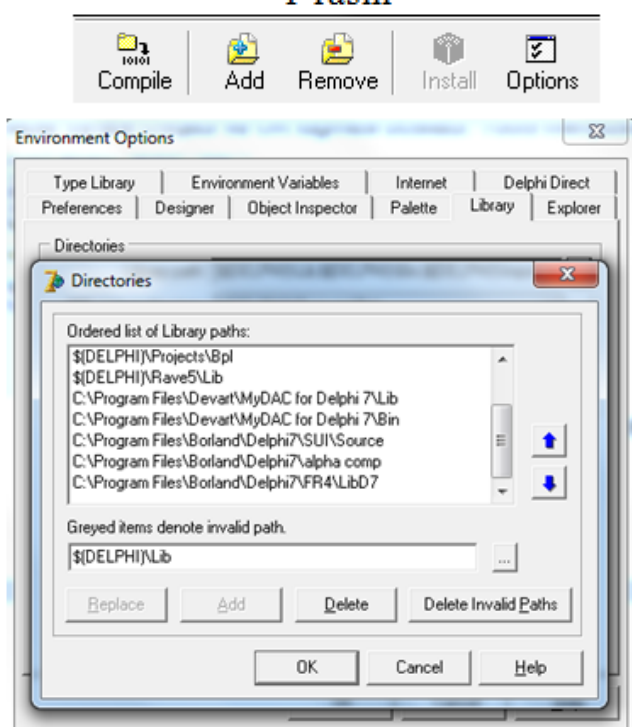 1-rasm
Compile Add Remove Install Options
Environment Options
Type Library Environment Variables Internet Delphi Direct
Preferences Designer Object Inspector Palette Library Explorer
Directories
Directories
Ordered list of Library paths:
$(DELPHI)\Projects\Bpl
$(DELPHI)\Rave5\Lib
C:\Program Files\Devart\MyDAC for Delphi 7\Lib
C:\Program Files\Devart\MyDAC for Delphi 7\Bin
C:\Program Files\Borland\Delphi7\SUI\Source
C:\Program Files\Borland\Delphi7\alpha comp
C:\Program Files\Borland\Delphi7\FR4\LibD7
Greyed items denote invalid path.
$(DELPHI)\Lib
...
Replace Add Delete Delete Invalid Paths
OK Cancel Help